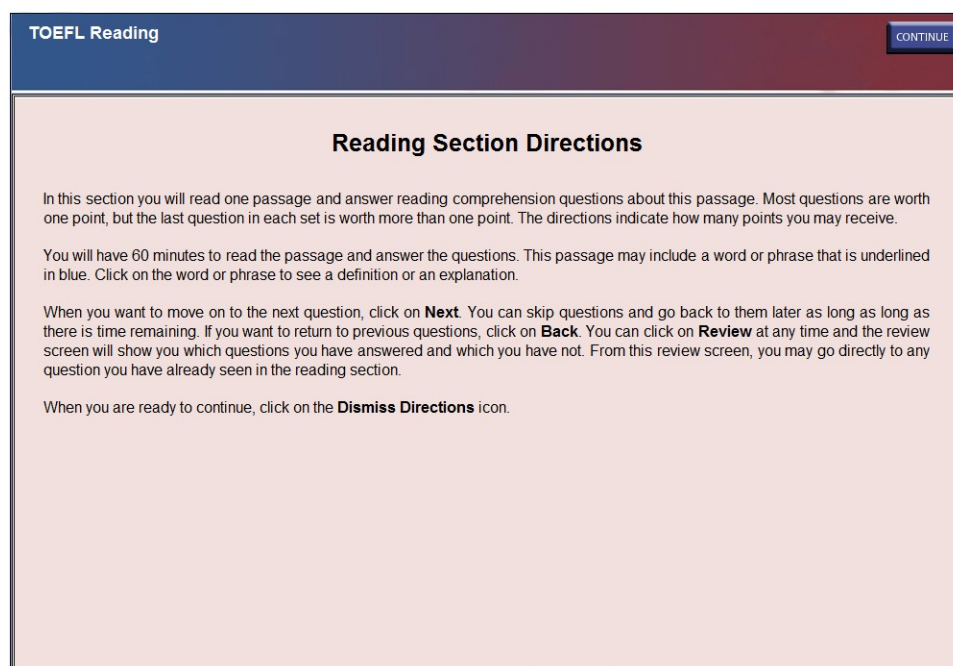 TOEFL Reading
CONTINUE
Reading Section Directions
In this section you will read one passage and answer reading comprehension questions about this passage. Most questions are worth
one point, but the last question in each set is worth more than one point. The directions indicate how many points you may receive.
You will have 60 minutes to read the passage and answer the questions. This passage may include a word or phrase that is underlined
in blue. Click on the word or phrase to see a definition or an explanation.
When you want to move on to the next question, click on Next. You can skip questions and go back to them later as long as long as
there is time remaining. If you want to return to previous questions, click on Back. You can click on Review at any time and the review
screen will show you which questions you have answered and which you have not. From this review screen, you may go directly to any
question you have already seen in the reading section.
When you are ready to continue, click on the Dismiss Directions icon.